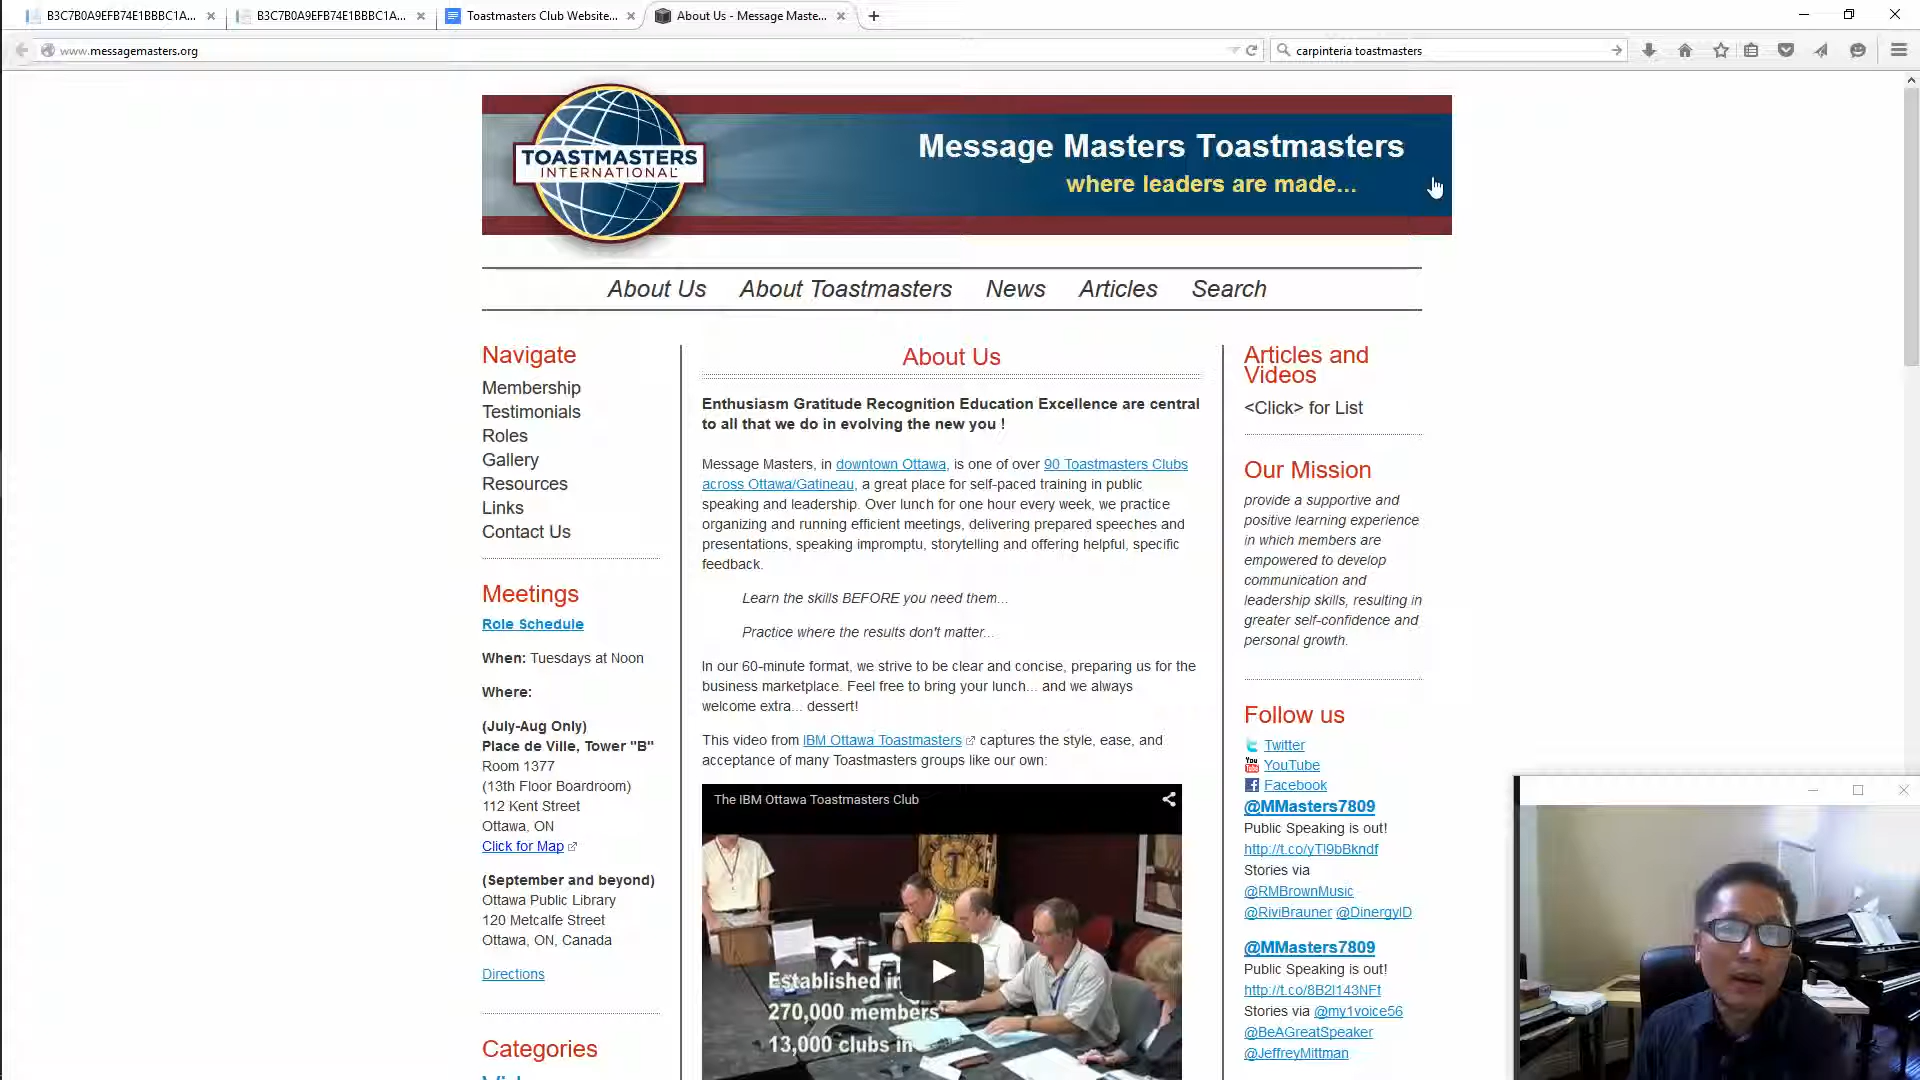 B3C7B0A9EFB74E1BBBC1A...
B3C7B0A9EFB74E1BBBC1A...
Toastmasters Club Website...
About Us - Message Maste...
www.messagemasters.org
carpinteria toastmasters
TOASTMASTERS
INTERNATIONAL
Message Masters Toastmasters
where leaders are made...
About Us
About Toastmasters
News
Articles
Search
Navigate
Membership
Testimonials
Roles
Gallery
Resources
Links
Contact Us
Meetings
Role Schedule
When: Tuesdays at Noon
Where:
(July-Aug Only)
Place de Ville, Tower "B"
Room 1377
(13th Floor Boardroom)
112 Kent Street
Ottawa, ON
Click for Map
(September and beyond)
Ottawa Public Library
120 Metcalfe Street
Ottawa, ON, Canada
Directions
Categories
About Us
Enthusiasm Gratitude Recognition Education Excellence are central
to all that we do in evolving the new you !
Message Masters, in downtown Ottawa, is one of over 90 Toastmasters Clubs
across Ottawa/Gatineau, a great place for self-paced training in public
speaking and leadership. Over lunch for one hour every week, we practice
organizing and running efficient meetings, delivering prepared speeches and
presentations, speaking impromptu, storytelling and offering helpful, specific
feedback.
Learn the skills BEFORE you need them...
Practice where the results don't matter...
In our 60-minute format, we strive to be clear and concise, preparing us for the
business marketplace. Feel free to bring your lunch... and we always
welcome extra... dessert!
This video from IBM Ottawa Toastmasters captures the style, ease, and
acceptance of many Toastmasters groups like our own:
The IBM Ottawa Toastmasters Club
Established in
270,000 members
13,000 clubs in
Articles and
Videos
<Click> for List
Our Mission
provide a supportive and
positive learning experience
in which members are
empowered to develop
communication and
leadership skills, resulting in
greater self-confidence and
personal growth.
Follow us
Twitter
YouTube
Facebook
@MMasters7809
Public Speaking is out!
http://t.co/yTl9bBkndf
Stories via
@RMBrownMusic
@RiviBrauner @DinergyID
@MMasters7809
Public Speaking is out!
http://t.co/8B2I143NFt
Stories via @my1voice56
@BeAGreatSpeaker
@JeffreyMittman